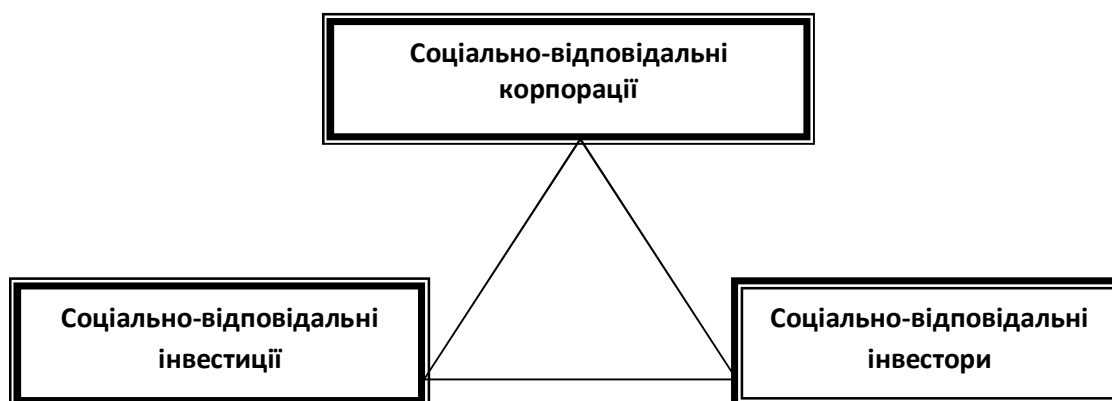 Соціально-відповідальні
корпорації
Соціально-відповідальні
інвестиції
Соціально-відповідальні
інвестори